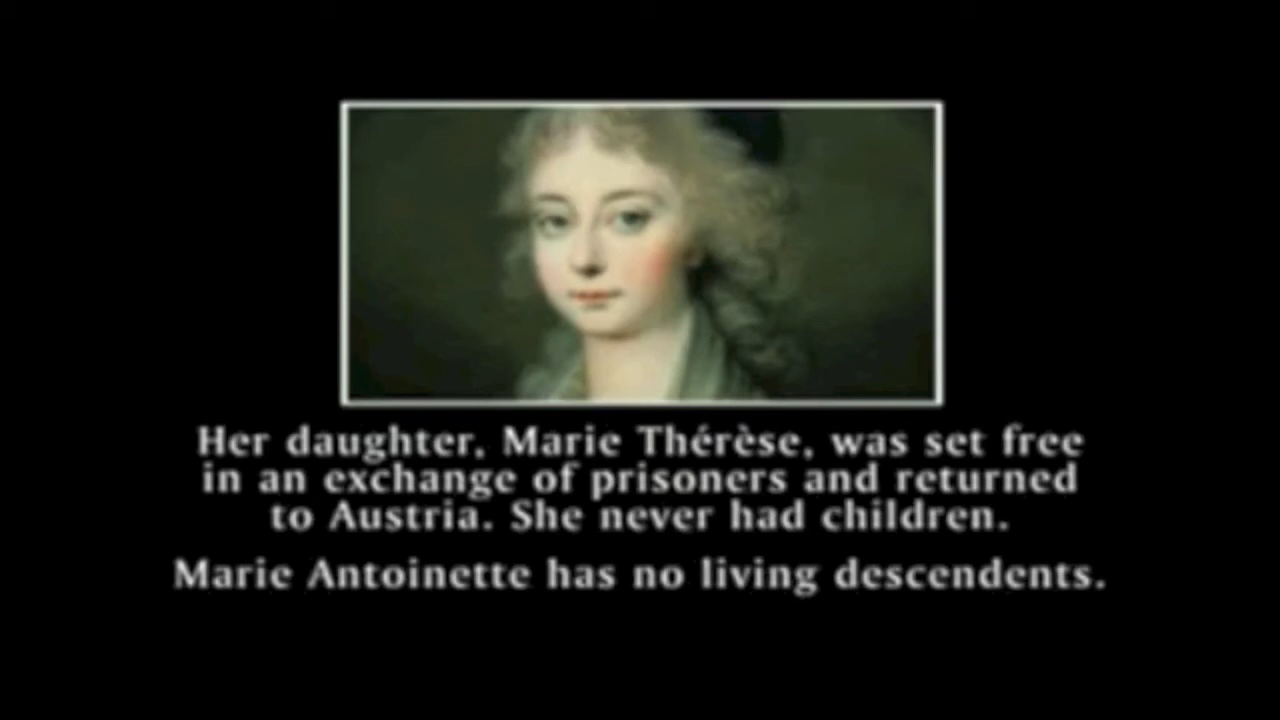 Her daughter, Marie Thérèse, was set free
in an exchange of prisoners and returned
to Austria. She never had children.
Marie Antoinette has no living descendents.